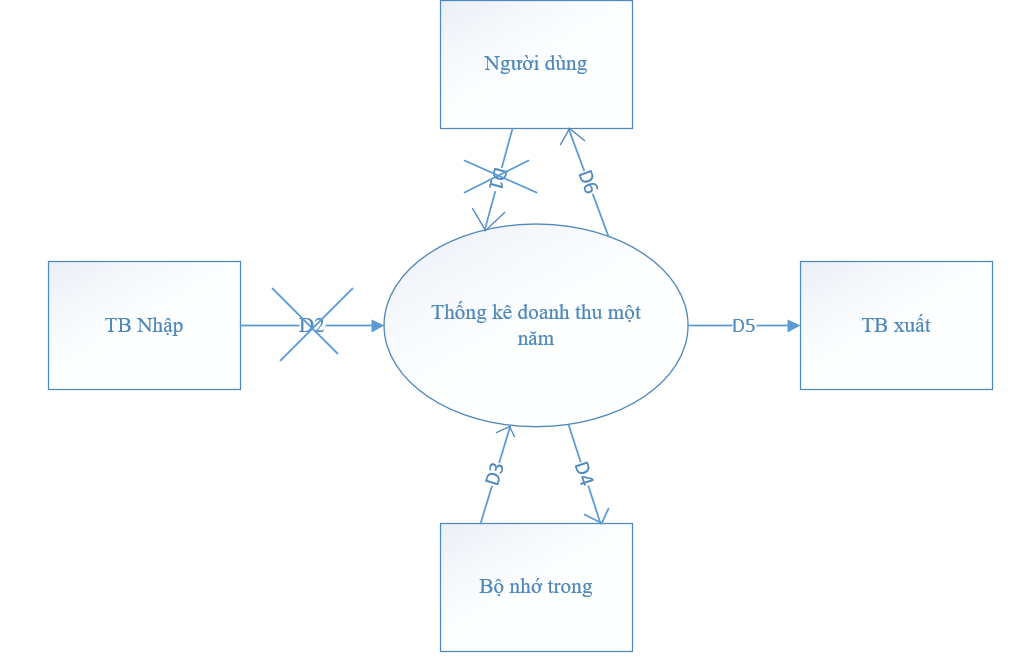 Người dùng
D1
D6
TB Nhập
D2
Thống kê doanh thu một
năm
D5
TB xuất
D3
D4
Bộ nhớ trong